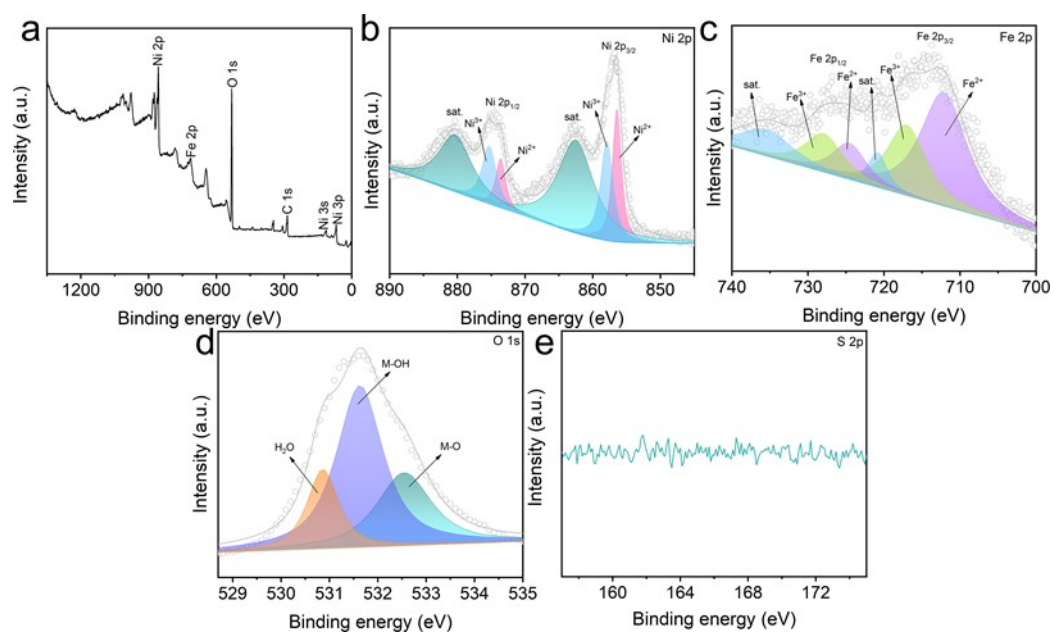 a
Ni 2p
O 1s
Fe 2p
C 1s
Ni 3s
Ni 3p
Intensity (a.u.)
1200 900 600 300 0
Binding energy (eV)
b
Ni 2p
Ni 2p₃/₂
sat.
Ni 2p₁/₂
Ni³⁺
Ni²⁺
sat.
Ni³⁺
Ni²⁺
Intensity (a.u.)
890 880 870 860 850
Binding energy (eV)
c
Fe 2p
Fe 2p₃/₂
Fe 2p₁/₂
sat.
Fe³⁺
Fe²⁺
sat.
Fe³⁺
Fe²⁺
Intensity (a.u.)
740 730 720 710 700
Binding energy (eV)
d
O 1s
M-OH
H₂O
M-O
Intensity (a.u.)
529 530 531 532 533 534 535
Binding energy (eV)
e
S 2p
Intensity (a.u.)
160 164 168 172
Binding energy (eV)